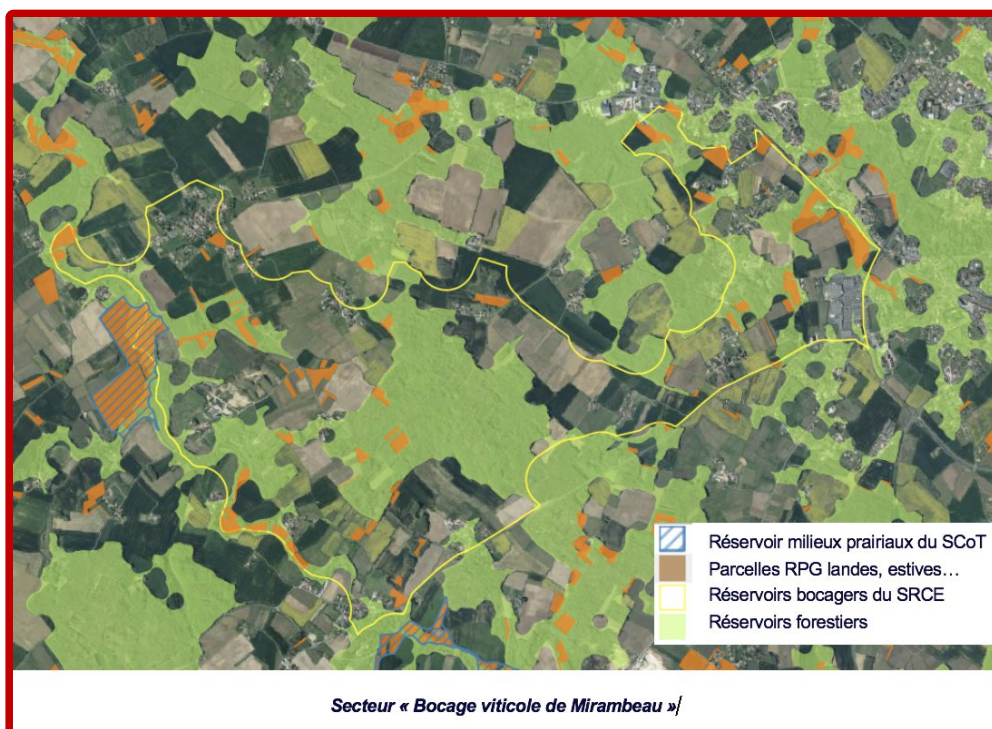 Réservoir milieux prairiaux du SCoT
Parcelles RPG landes, estives…
Réservoirs bocagers du SRCE
Réservoirs forestiers
Secteur « Bocage viticole de Mirambeau »